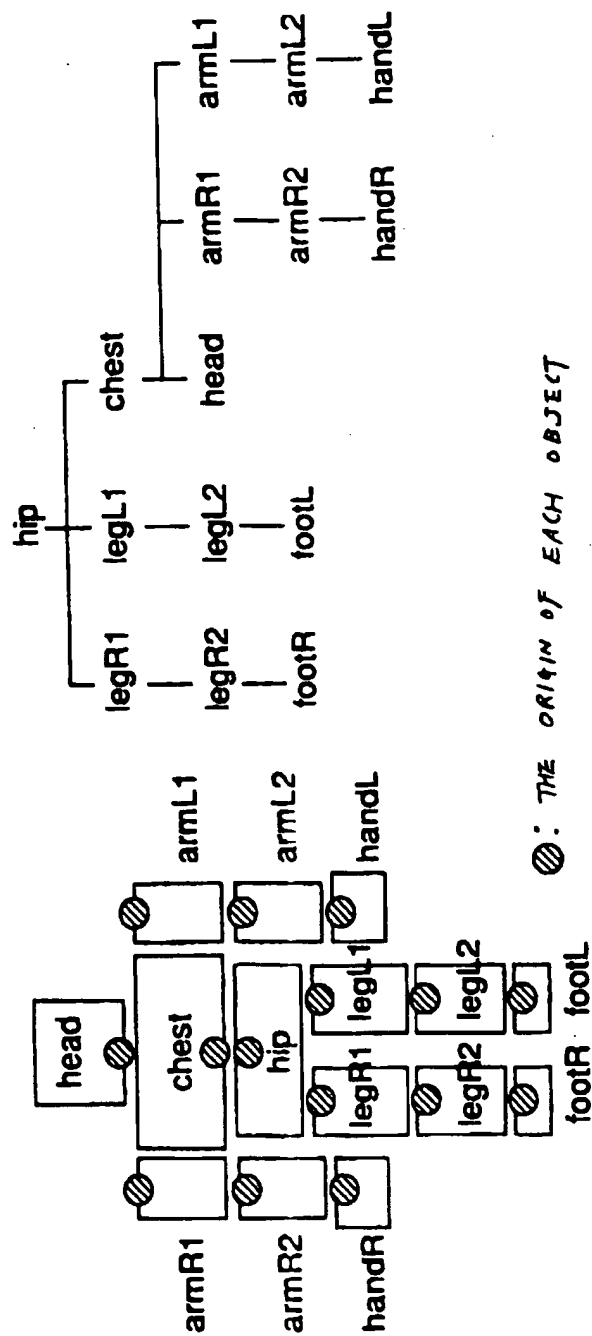 head
chest
hip
armR1
armR2
handR
armL1
armL2
handL
legR1
legL1
legR2
legL2
footR
footL
hip
legR1
legL1
chest
legR2
legL2
head
armR1
armL1
footR
footL
armR2
armL2
handR
handL
: THE ORIGIN OF EACH OBJECT